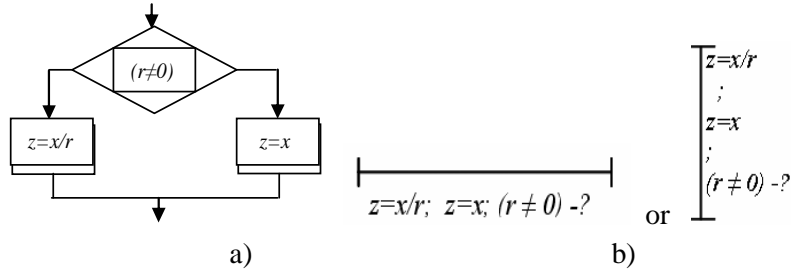 (r≠0)
z=x/r
z=x
a)
z=x/r; z=x; (r ≠ 0) -?
or
z=x/r
;
z=x
;
(r ≠ 0) -?
b)